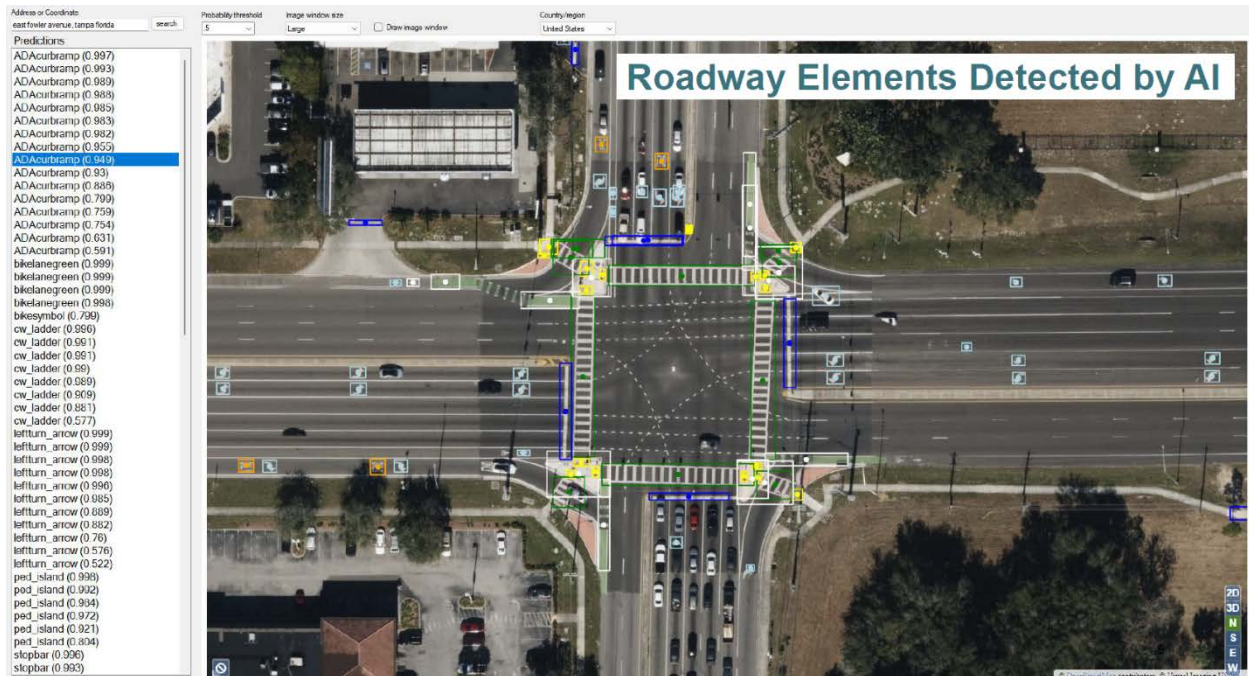 Address or Coordinate
east fowler avenue, tampa florida
search
Probability threshold
.5
Image window size
Large
Draw image window
Country/region
United States
Predictions
ADAcurbramp (0.997)
ADAcurbramp (0.993)
ADAcurbramp (0.989)
ADAcurbramp (0.988)
ADAcurbramp (0.985)
ADAcurbramp (0.983)
ADAcurbramp (0.982)
ADAcurbramp (0.955)
ADAcurbramp (0.949)
ADAcurbramp (0.93)
ADAcurbramp (0.886)
ADAcurbramp (0.799)
ADAcurbramp (0.759)
ADAcurbramp (0.754)
ADAcurbramp (0.631)
ADAcurbramp (0.591)
bikelanegreen (0.999)
bikelanegreen (0.999)
bikelanegreen (0.999)
bikelanegreen (0.998)
bikesymbol (0.799)
cw_ladder (0.996)
cw_ladder (0.991)
cw_ladder (0.991)
cw_ladder (0.99)
cw_ladder (0.989)
cw_ladder (0.909)
cw_ladder (0.881)
cw_ladder (0.577)
leftturn_arrow (0.999)
leftturn_arrow (0.999)
leftturn_arrow (0.998)
leftturn_arrow (0.998)
leftturn_arrow (0.996)
leftturn_arrow (0.985)
leftturn_arrow (0.889)
leftturn_arrow (0.882)
leftturn_arrow (0.76)
leftturn_arrow (0.576)
leftturn_arrow (0.522)
ped_island (0.998)
ped_island (0.992)
ped_island (0.984)
ped_island (0.972)
ped_island (0.921)
ped_island (0.804)
stopbar (0.996)
stopbar (0.993)
Roadway Elements Detected by AI
2D
3D
N
S
E
W